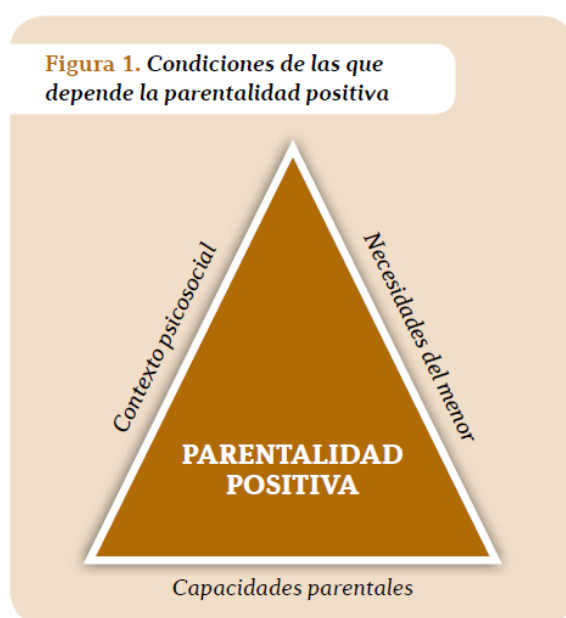 Figura 1. Condiciones de las que
depende la parentalidad positiva
Contexto psicosocial
Necesidades del menor
PARENTALIDAD
POSITIVA
Capacidades parentales